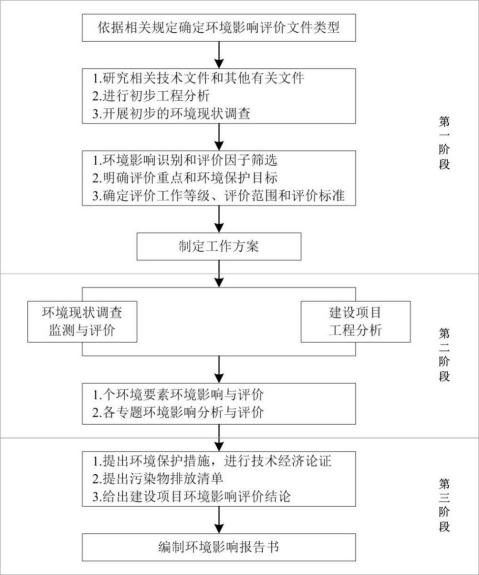 依据相关规定确定环境影响评价文件类型
1.研究相关技术文件和其他有关文件
2.进行初步工程分析
3.开展初步的环境现状调查
第一阶段
1.环境影响识别和评价因子筛选
2.明确评价重点和环境保护目标
3.确定评价工作等级、评价范围和评价标准
制定工作方案
环境现状调查
监测与评价
建设项目
工程分析
第二阶段
1.个环境要素环境影响与评价
2.各专题环境影响分析与评价
1.提出环境保护措施，进行技术经济论证
2.提出污染物排放清单
3.给出建设项目环境影响评价结论
第三阶段
编制环境影响报告书